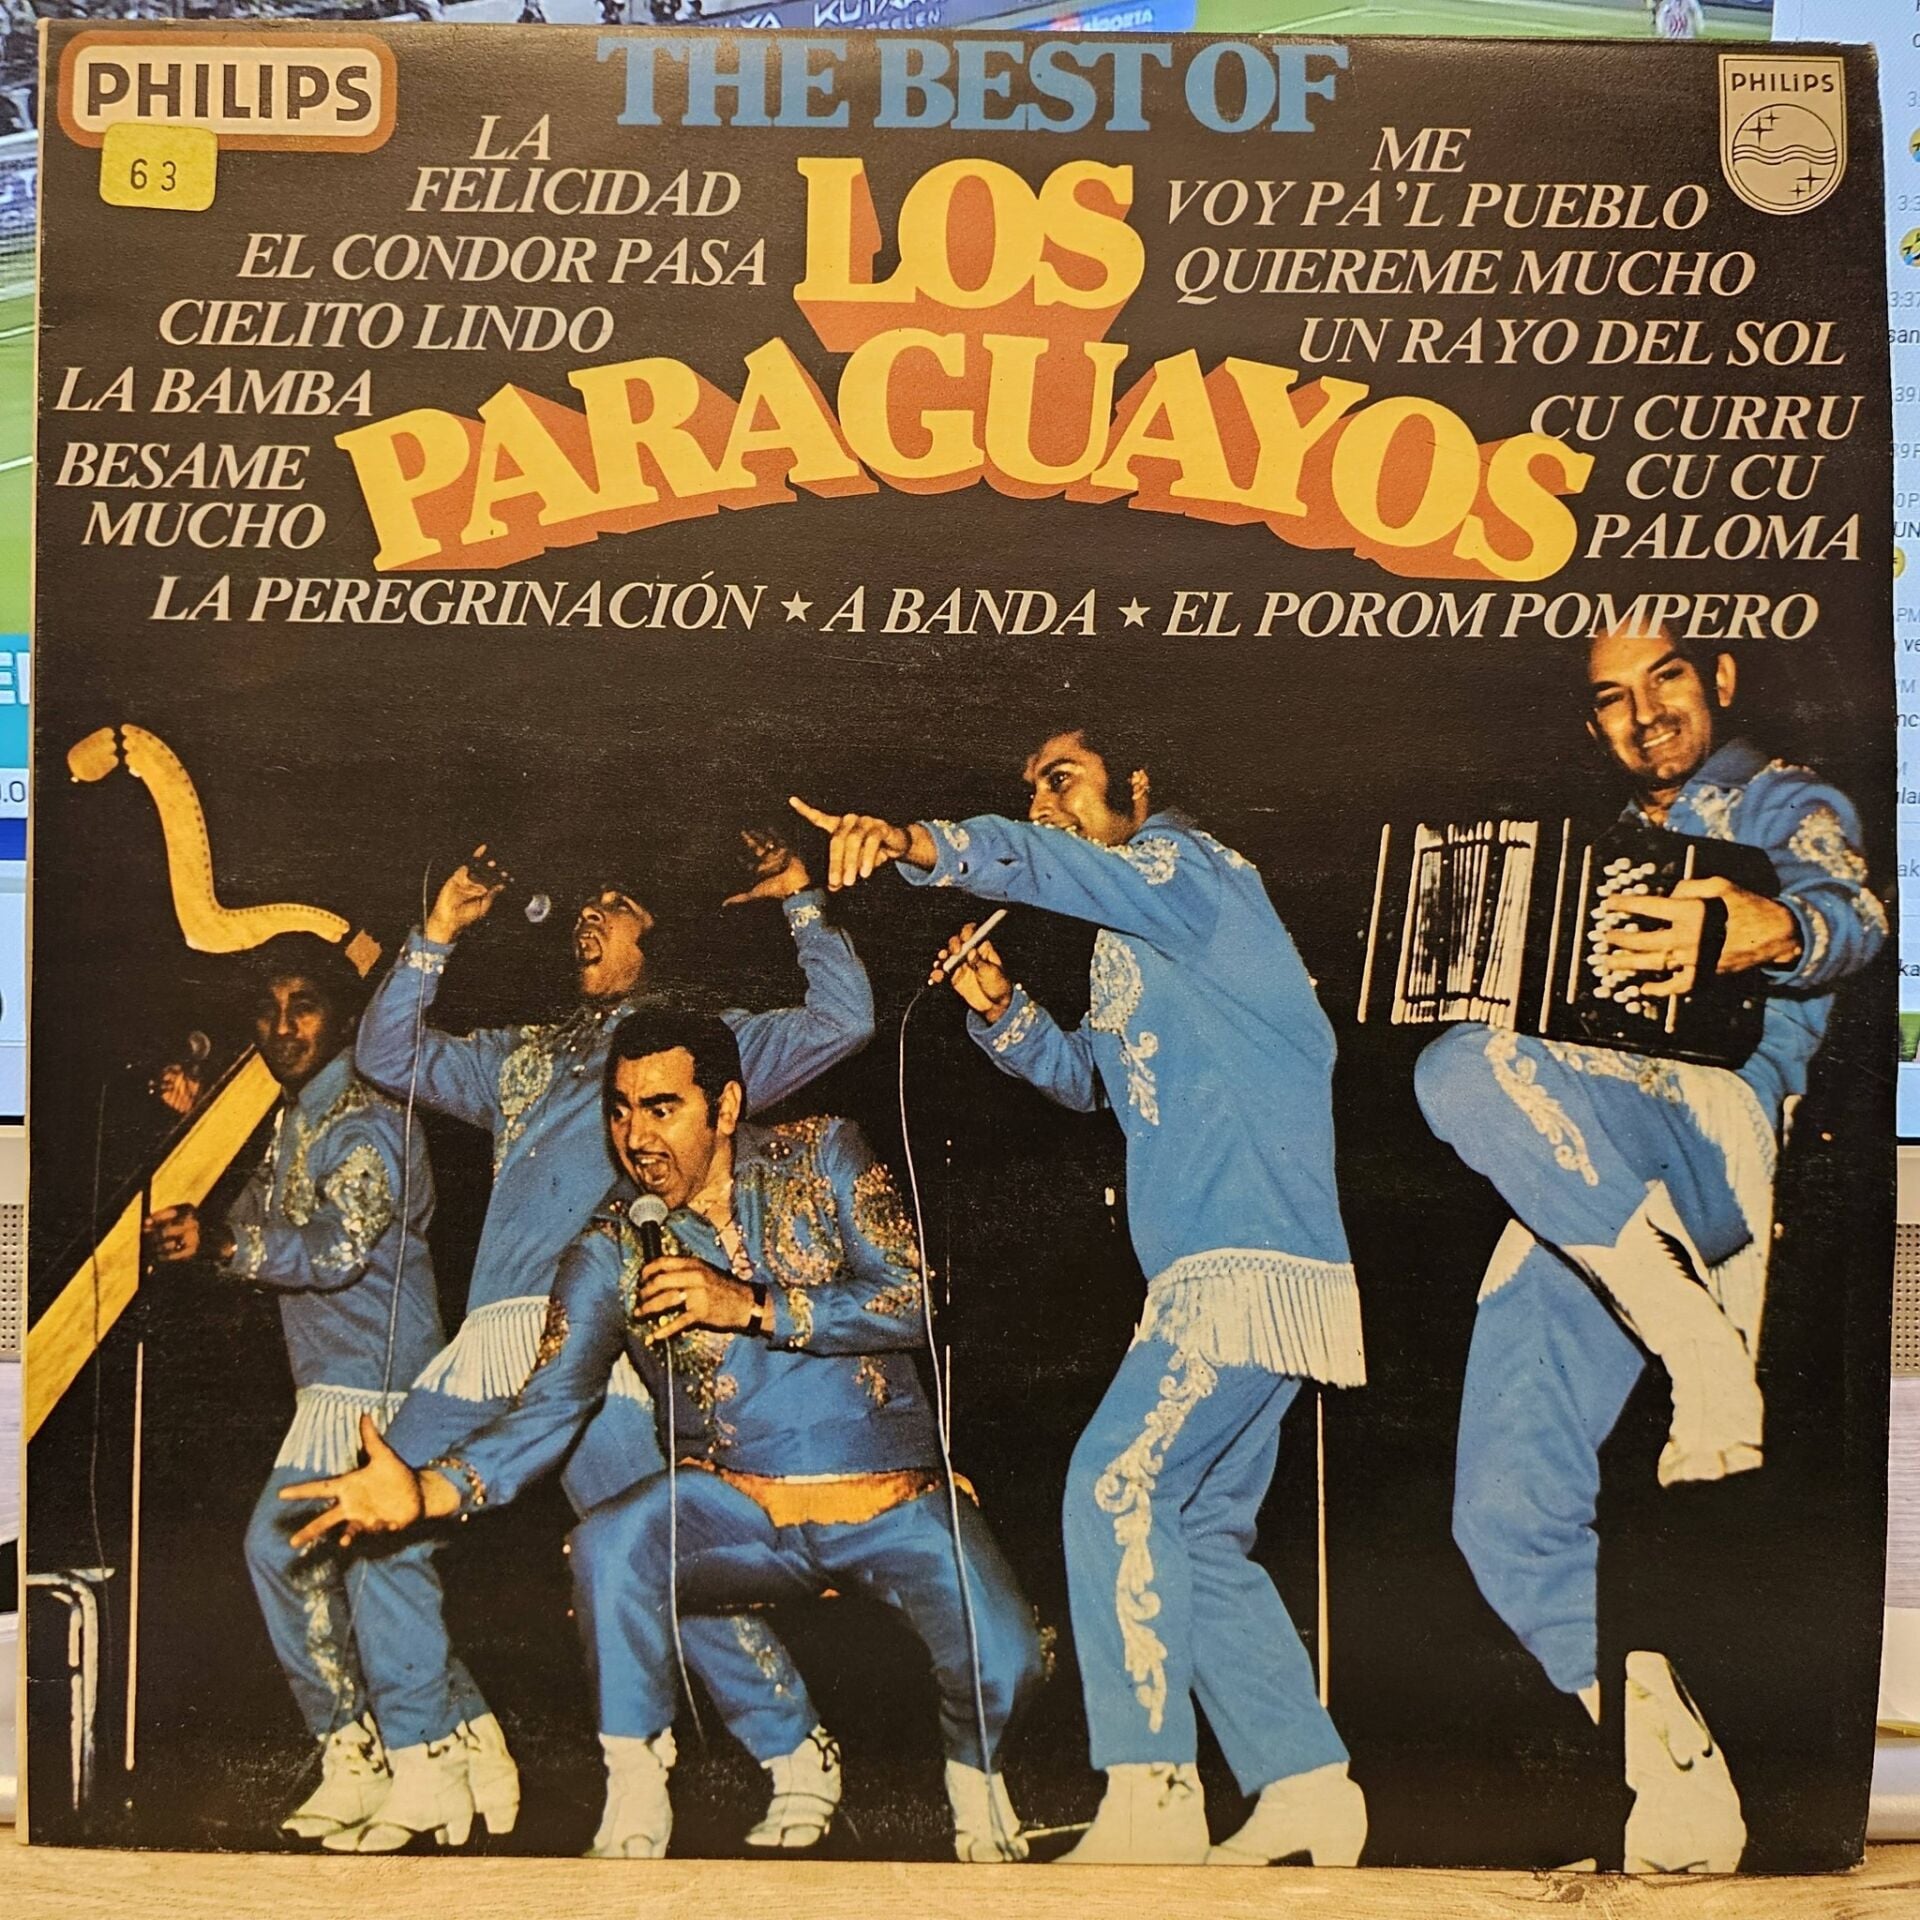 PHILIPS
63
THE BEST OF
LOS
PARAGUAYOS
PHILIPS
LA
FELICIDAD
EL CONDOR PASA
CIELITO LINDO
LA BAMBA
BESAME
MUCHO
ME
VOY PA'L PUEBLO
QUIEREME MUCHO
UN RAYO DEL SOL
CU CURRU
CU CU
PALOMA
LA PEREGRINACIÓN ★ A BANDA ★ EL POROM POMPERO